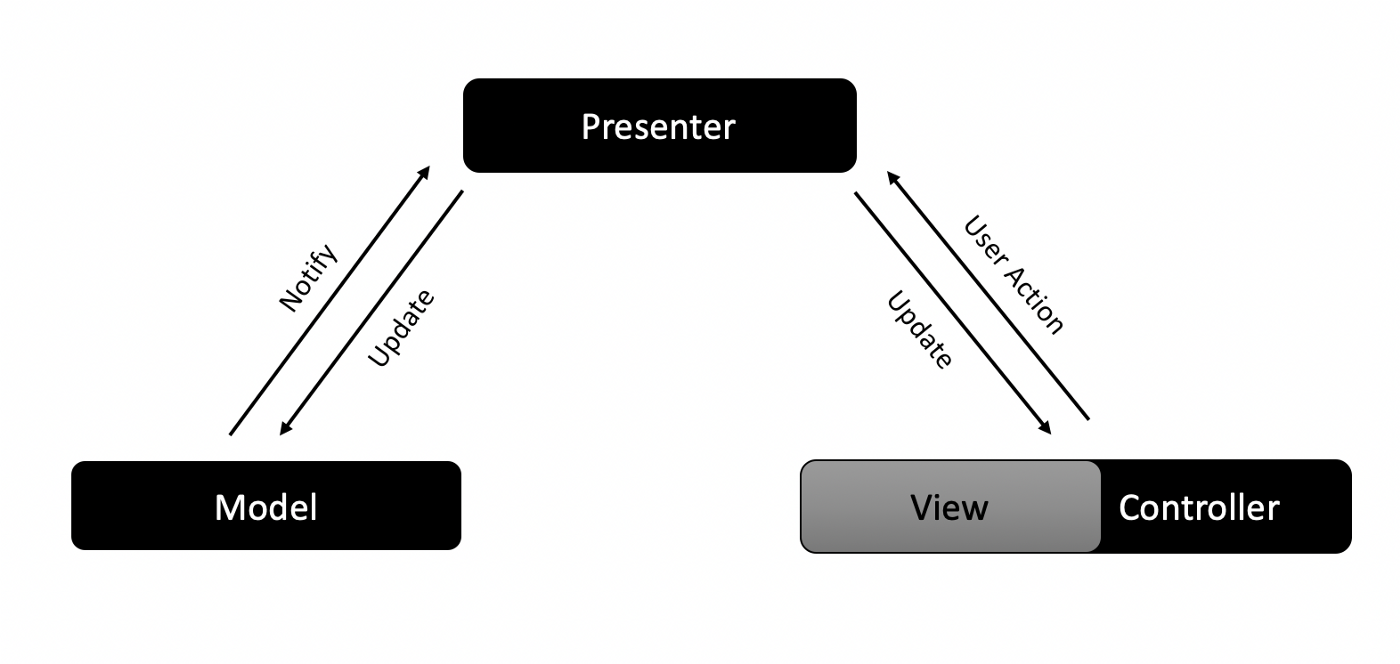 Presenter
Notify
Update
User Action
Update
Model
View
Controller